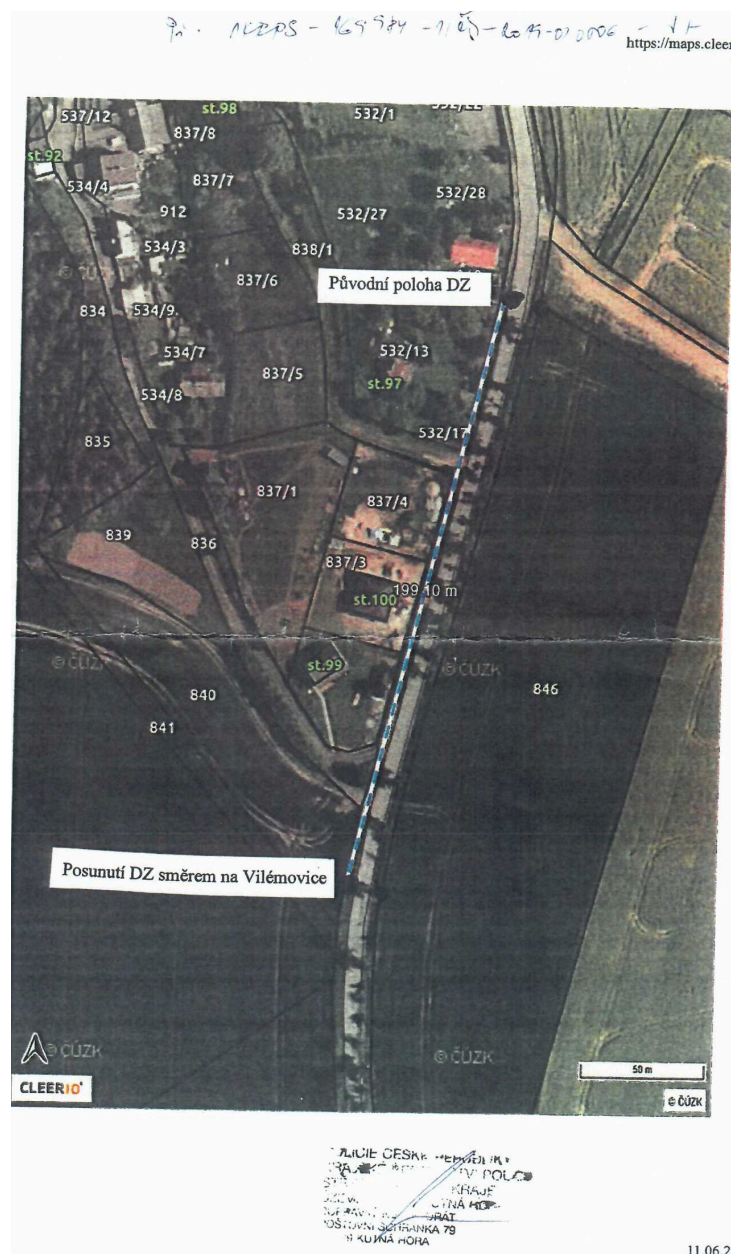 https://maps.cleer
537/12
st.98
837/8
532/1
st.92
534/4
837/7
532/28
912
532/27
534/3
838/1
© ČÚZK
837/6
Původní poloha DZ
834
534/9
534/7
532/13
837/5
st.97
534/8
532/17
835
837/1
837/4
839
836
837/3
199,10 m
st.100
© ČÚZK
st.99
© ČÚZK
840
846
841
Posunutí DZ směrem na Vilémovice
© ČÚZK
© ČÚZK
50 m
CLEERIO
© ČÚZK
ČESKÉ REPUBLIKY
KRAJE
KUTNÁ HORA
POŠTOVNÍ SCHRÁNKA 79
KUTNÁ HORA
11.06.2